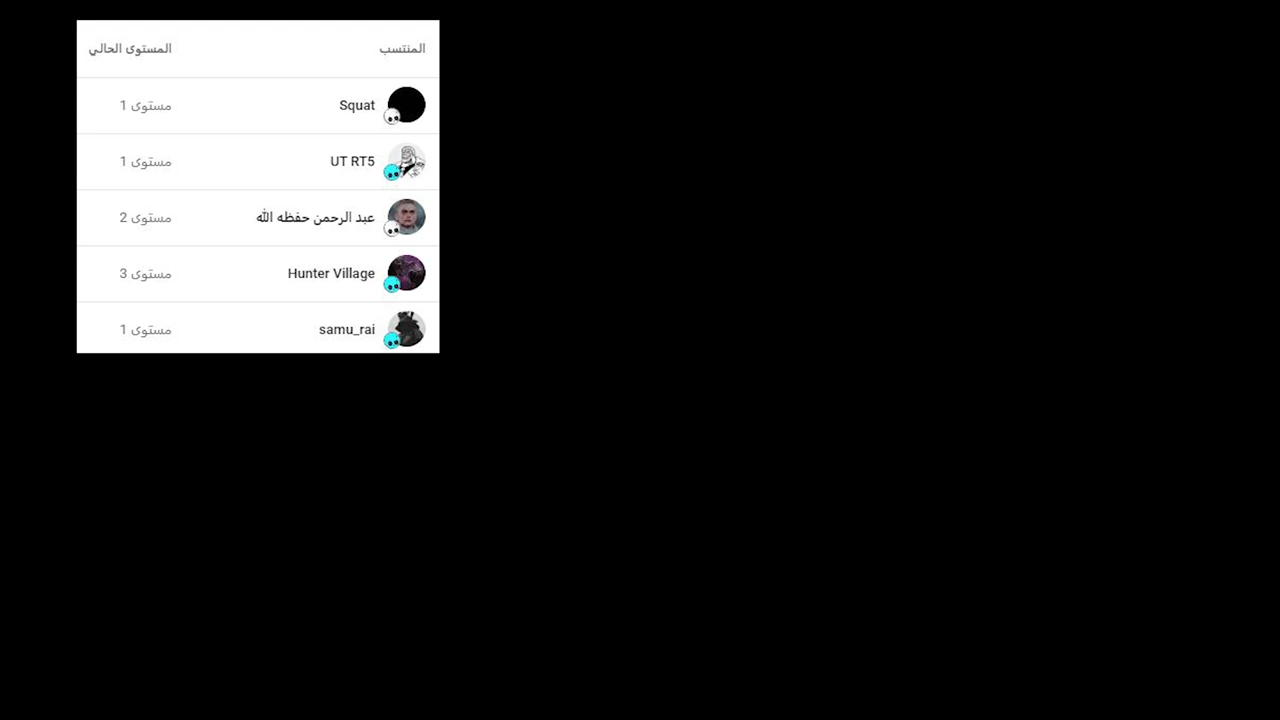 المنتسب المستوى الحالي
Squat مستوى 1
UT RT5 مستوى 1
عبد الرحمن حفظه الله مستوى 2
Hunter Village مستوى 3
samu_rai مستوى 1